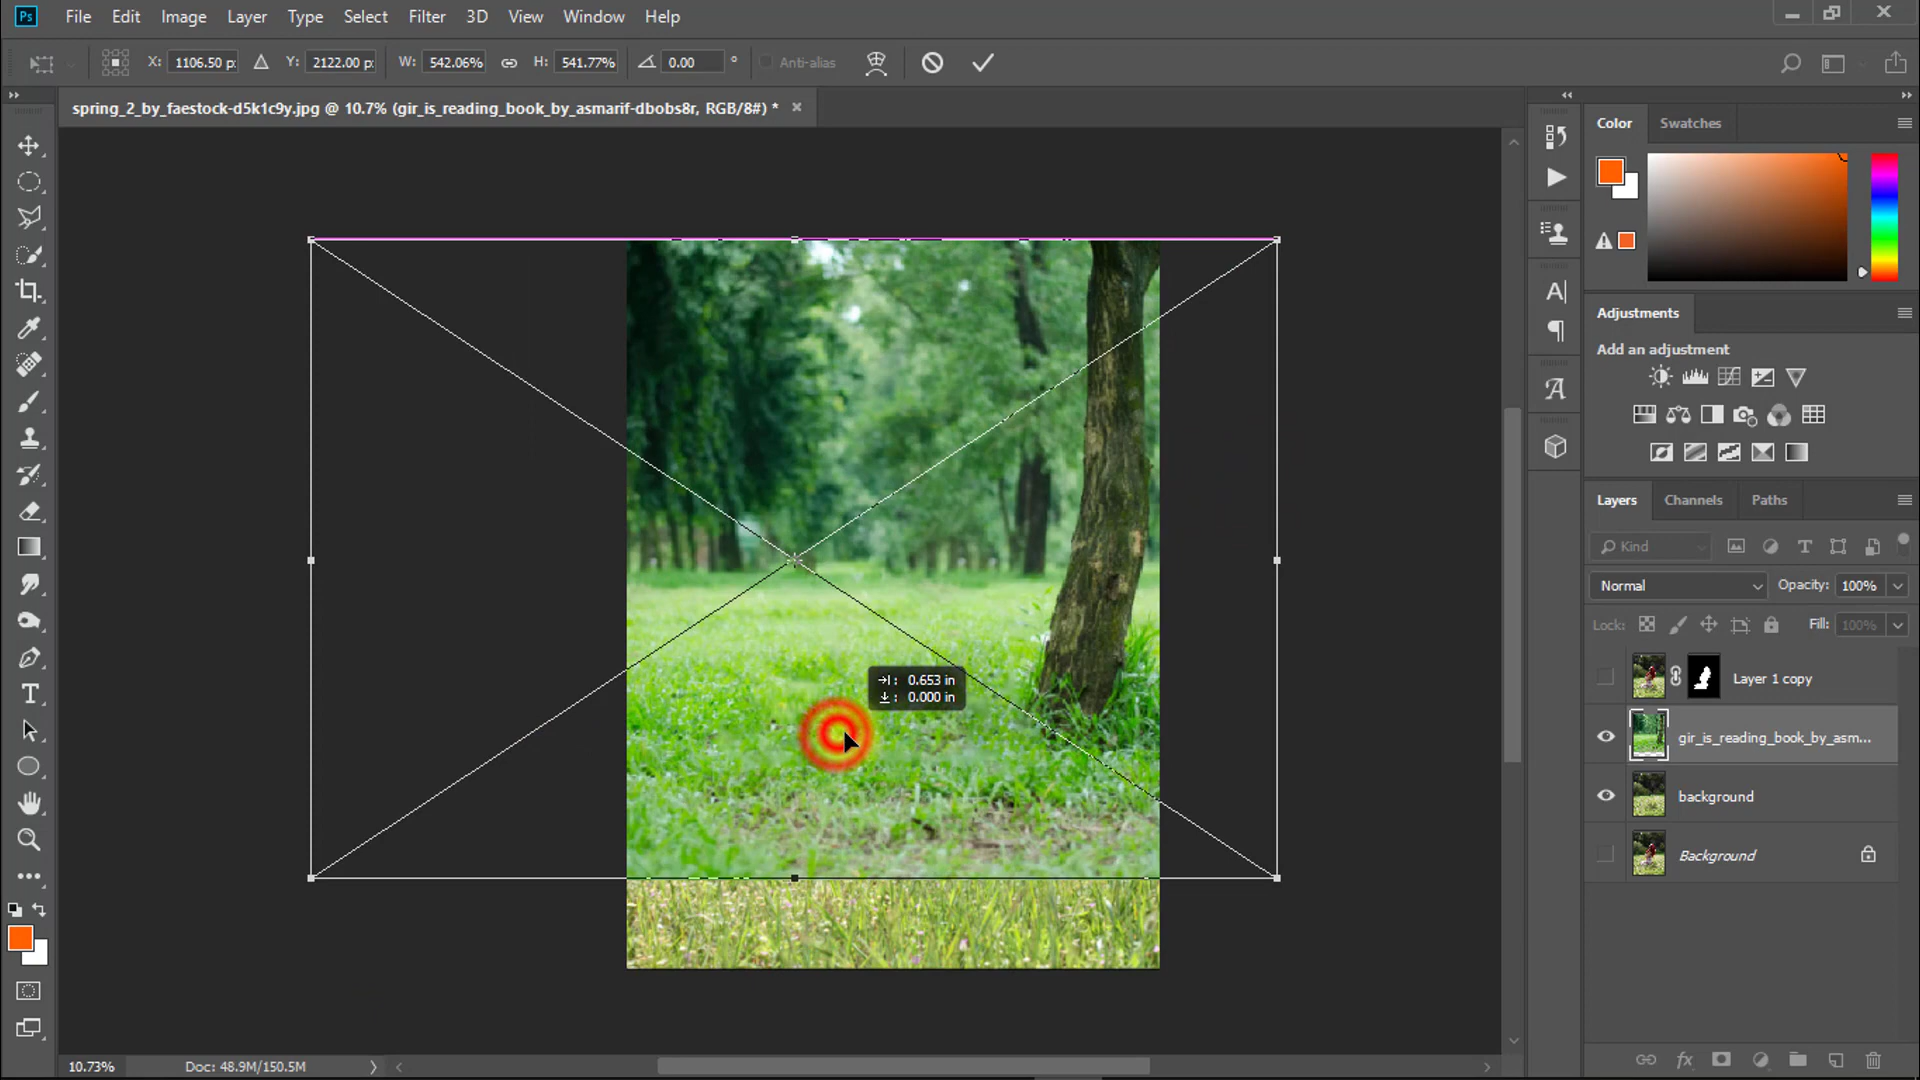 Ps File Edit Image Layer Type Select Filter 3D View Window Help
X: 1106.50 p: Y: 2122.00 p: W: 542.06% H: 541.77% 0.00 ° Anti-alias
spring_2_by_faestock-d5k1c9y.jpg @ 10.7% (gir_is_reading_book_by_asmarif-dbobs8r, RGB/8#) * ×
Color Swatches
Adjustments
Add an adjustment
Layers Channels Paths
Kind
Normal Opacity: 100%
Lock: Fill: 100%
Layer 1 copy
gir_is_reading_book_by_asm...
background
Background
0.653 in
0.000 in
10.73% Doc: 48.9M/150.5M